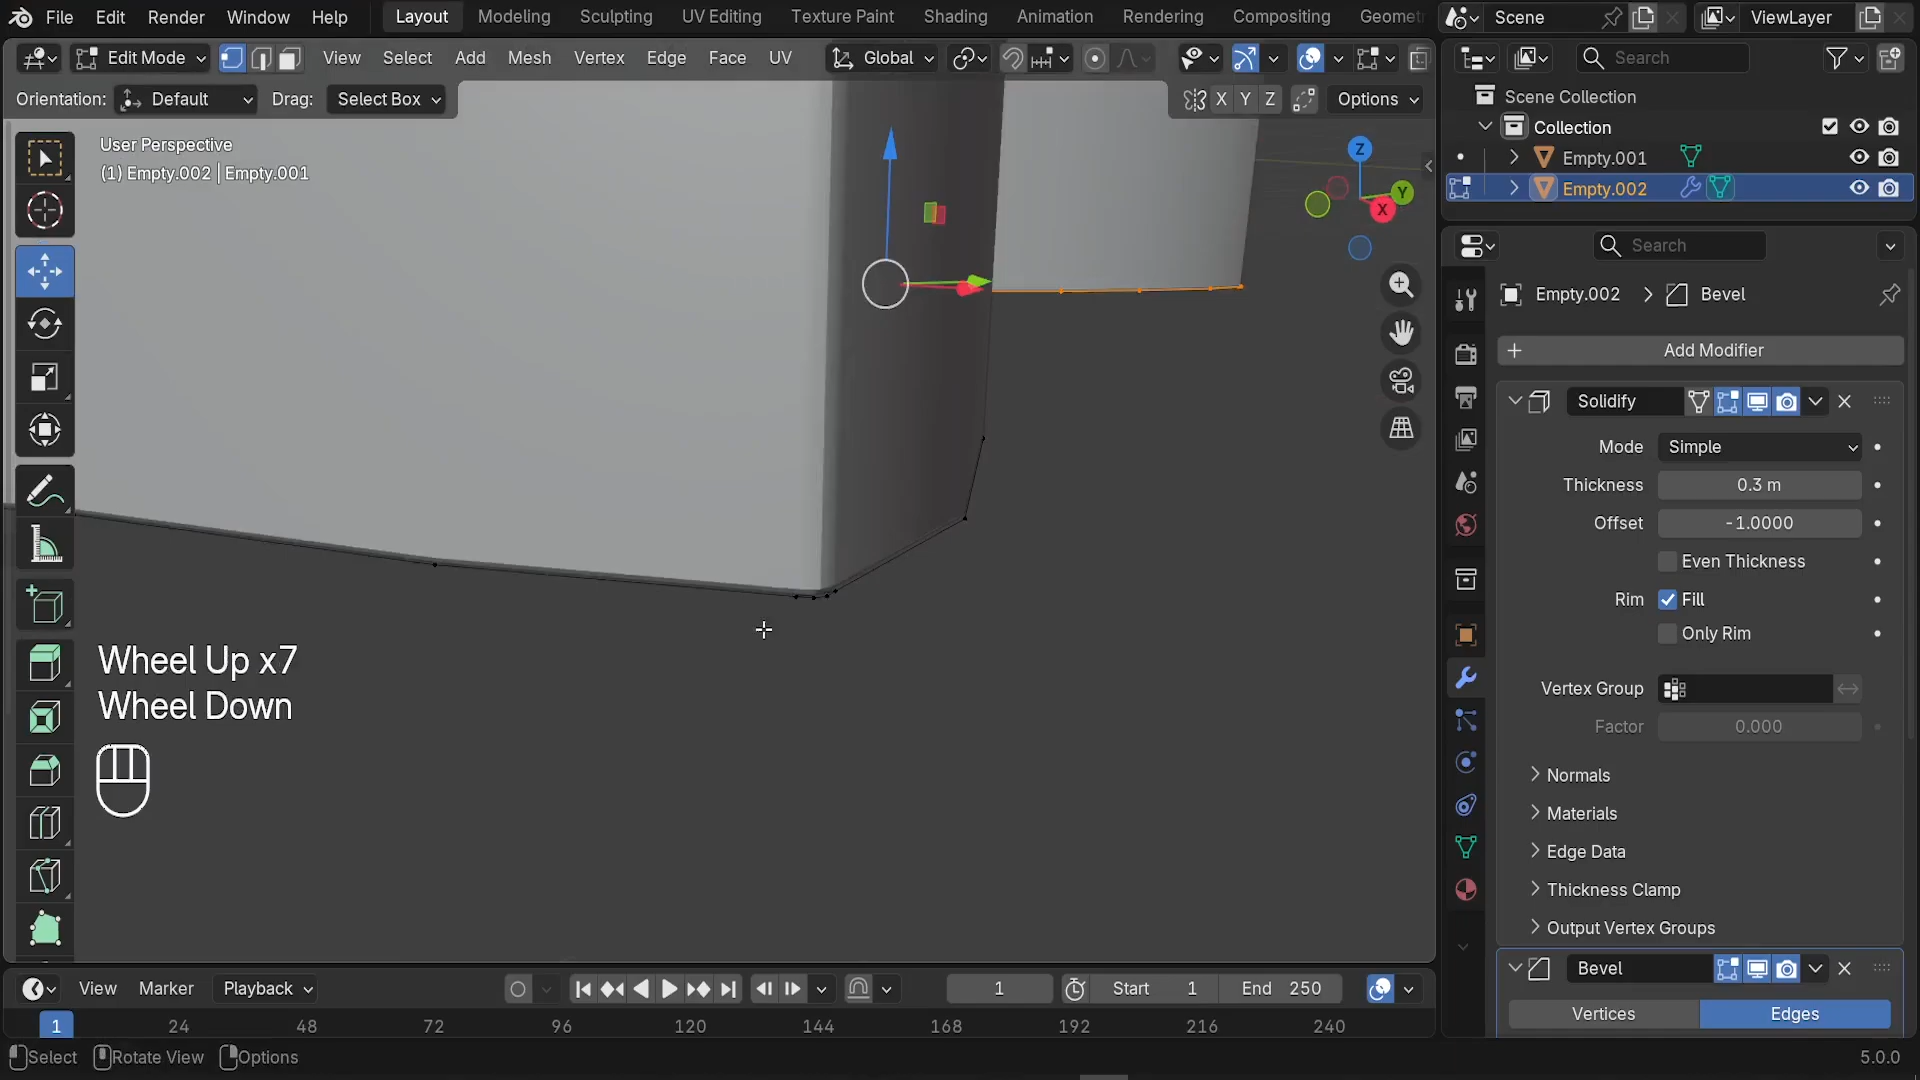 File Edit Render Window Help Layout Modeling Sculpting UV Editing Texture Paint Shading Animation Rendering Compositing Scene ViewLayer
Edit Mode View Select Add Mesh Vertex Edge Face UV Global Search
Orientation: Default Drag: Select Box X Y Z Options
Scene Collection
Collection
User Perspective
(1) Empty.002 | Empty.001
Empty.001
Empty.002
Z
Y
X
Search
Empty.002 > Bevel
+ Add Modifier
Solidify
Mode Simple
Thickness 0.3 m
Offset -1.0000
Even Thickness
Rim Fill
Only Rim
Vertex Group
Factor 0.000
Normals
Materials
Edge Data
Thickness Clamp
Output Vertex Groups
Bevel
Vertices Edges
Wheel Up x7
Wheel Down
View Marker Playback 1 Start 1 End 250
1 24 48 72 96 120 144 168 192 216 240
Select Rotate View Options 5.0.0